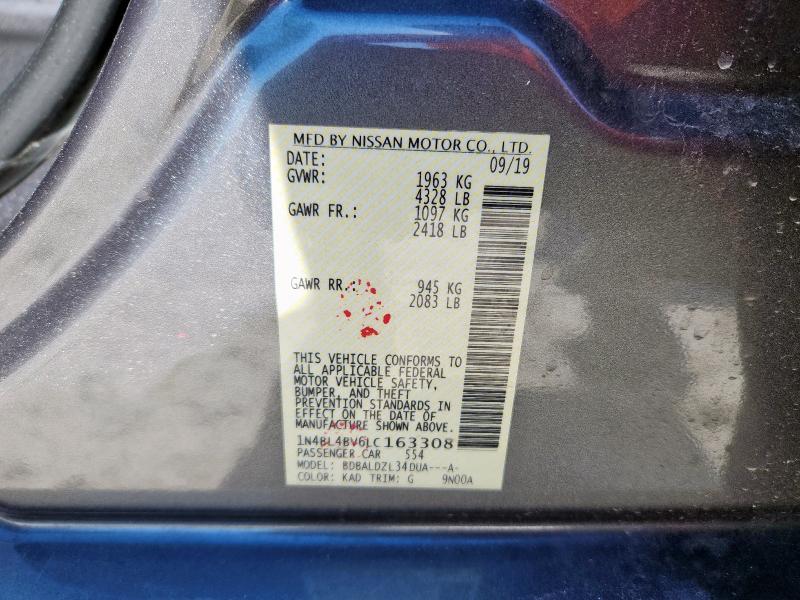 MFD BY NISSAN MOTOR CO., LTD.
DATE: 09/19
GVWR: 1963 KG
4328 LB
GAWR FR.: 1097 KG
2418 LB
GAWR RR.: 945 KG
2083 LB
THIS VEHICLE CONFORMS TO
ALL APPLICABLE FEDERAL
MOTOR VEHICLE SAFETY,
BUMPER, AND THEFT
PREVENTION STANDARDS IN
EFFECT ON THE DATE OF
MANUFACTURE SHOWN ABOVE.
1N4BL4BV6LC163308
PASSENGER CAR 554
MODEL: BDBALDZL34DUA---A-
COLOR: KAD TRIM: G 9N00A